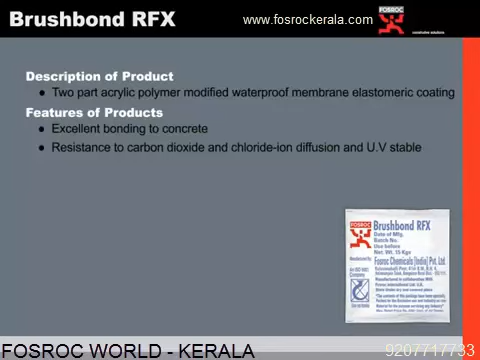 Brushbond RFX
www.fosrockerala.com
FOSROC
constructive solutions
Description of Product
● Two part acrylic polymer modified waterproof membrane elastomeric coating
Features of Products
● Excellent bonding to concrete
● Resistance to carbon dioxide and chloride-ion diffusion and U.V stable
FOSROC
Brushbond RFX
Date of Mfg.
Batch No.
Use before
Net. Wt. 15 Kgs
Fosroc Chemicals (India) Pvt. Ltd.
FOSROC WORLD - KERALA
9207717733